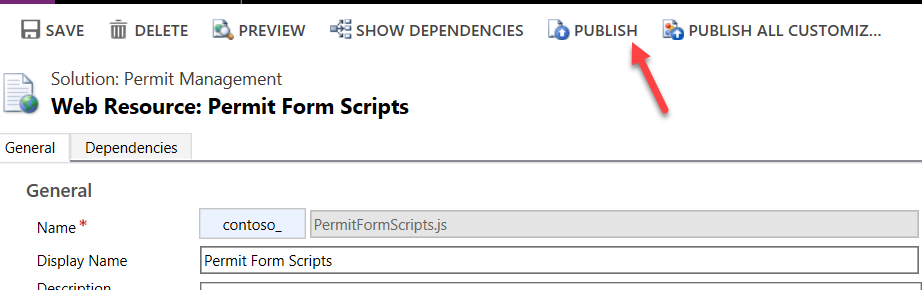 SAVE DELETE PREVIEW SHOW DEPENDENCIES PUBLISH PUBLISH ALL CUSTOMIZ...
Solution: Permit Management
Web Resource: Permit Form Scripts
General Dependencies
General
Name * contoso_ PermitFormScripts.js
Display Name Permit Form Scripts
Description